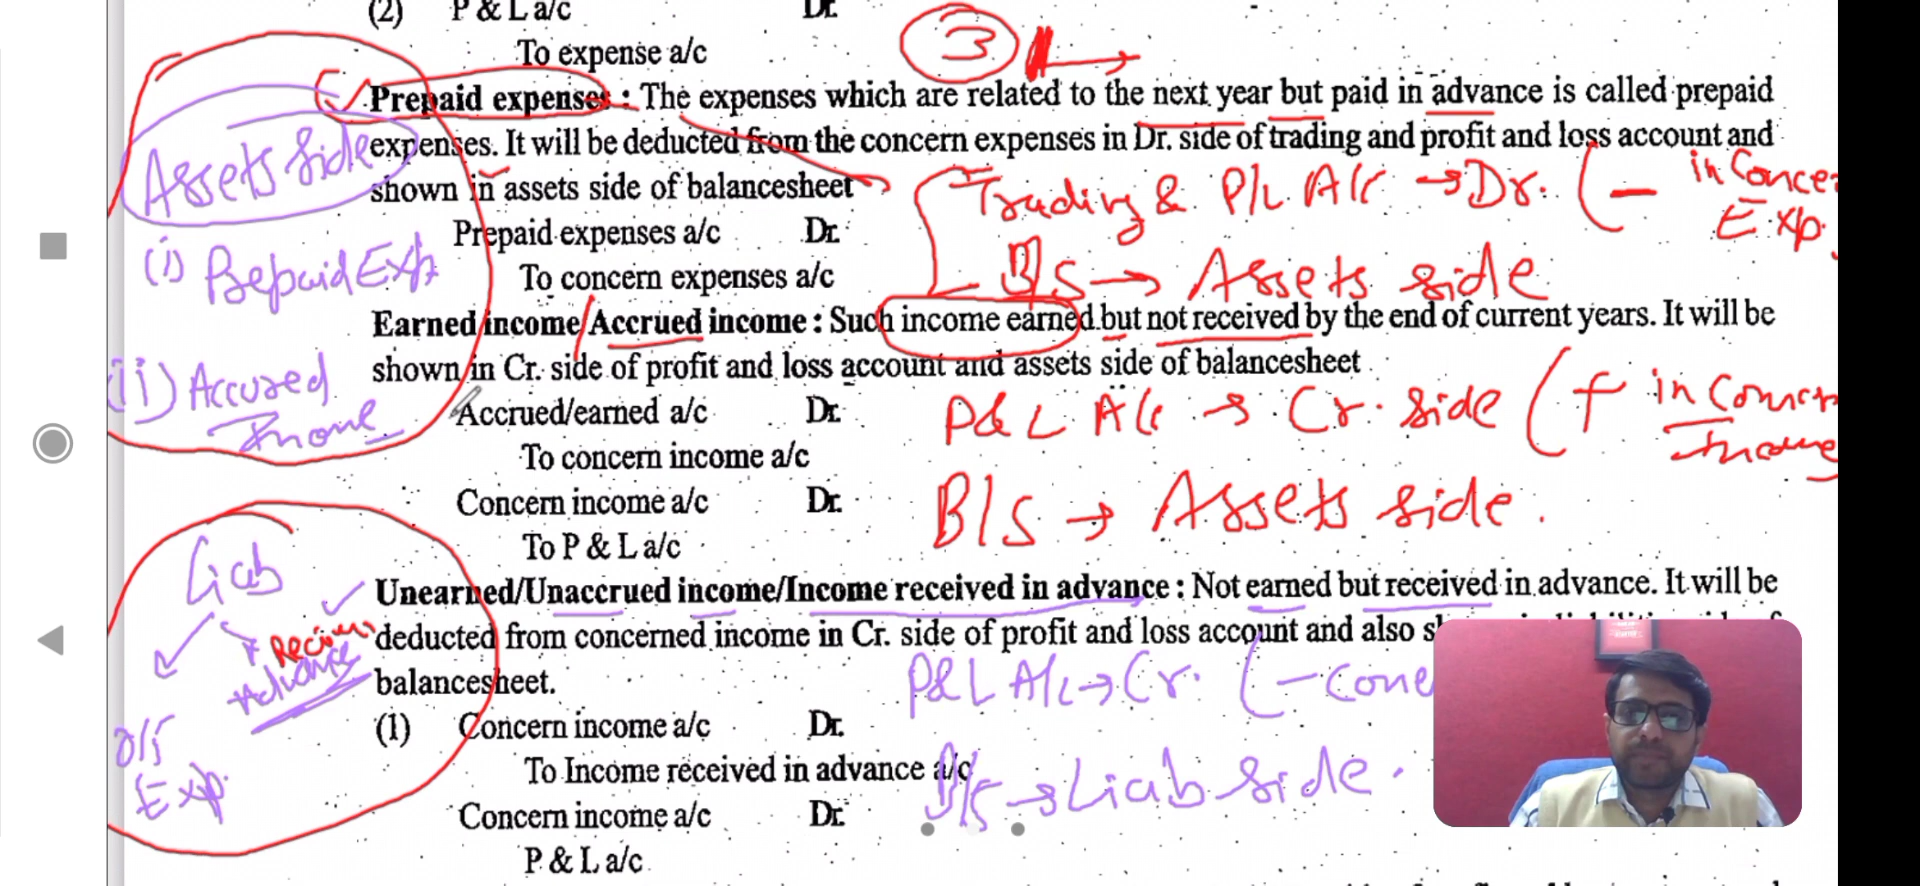 (2) P & L a/c Dr.
To expense a/c
3
Prepaid expenses : The expenses which are related to the next year but paid in advance is called prepaid
expenses. It will be deducted from the concern expenses in Dr. side of trading and profit and loss account and
shown in assets side of balancesheet
Assets Side
Trading & P/L A/c → Dr. ( – in Conce
Exp.
Prepaid expenses a/c Dr.
To concern expenses a/c
(i) Prepaid Exp.
B/S → Assets side
Earned income/Accrued income : Such income earned but not received by the end of current years. It will be
shown in Cr. side of profit and loss account and assets side of balancesheet
(ii) Accured
Accrued/earned a/c Dr.
P&L A/c → Cr. side ( + in
To concern income a/c
Concern income a/c Dr.
B/S → Assets side.
To P & L a/c
Liab
Unearned/Unaccrued income/Income received in advance : Not earned but received in advance. It will be
deducted from concerned income in Cr. side of profit and loss account and also
balancesheet.
Advance
P&L A/c → Cr. ( – Conc
(1) Concern income a/c Dr.
To Income received in advance a/c
O/S
Exp.
B/S → Liab side.
Concern income a/c Dr.
P & L a/c